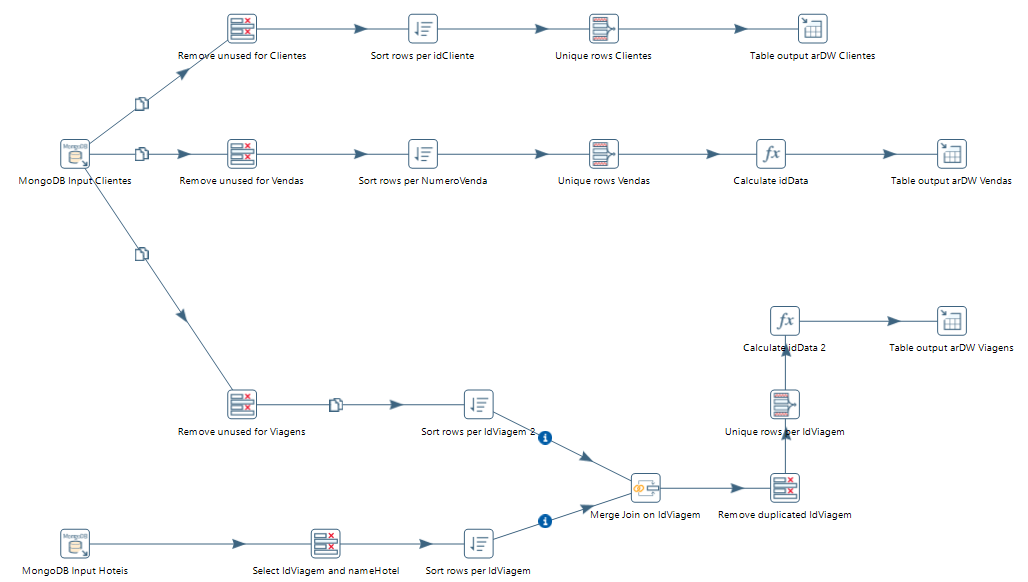 Remove unused for Clientes
Sort rows per idCliente
Unique rows Clientes
Table output arDW Clientes
MongoDB
MongoDB Input Clientes
Remove unused for Vendas
Sort rows per NumeroVenda
Unique rows Vendas
fx
Calculate idData
Table output arDW Vendas
fx
Calculate idData 2
Table output arDW Viagens
Remove unused for Viagens
Sort rows per IdViagem 2
Unique rows per IdViagem
i
Merge Join on IdViagem
Remove duplicated IdViagem
i
MongoDB
MongoDB Input Hoteis
Select IdViagem and nameHotel
Sort rows per IdViagem